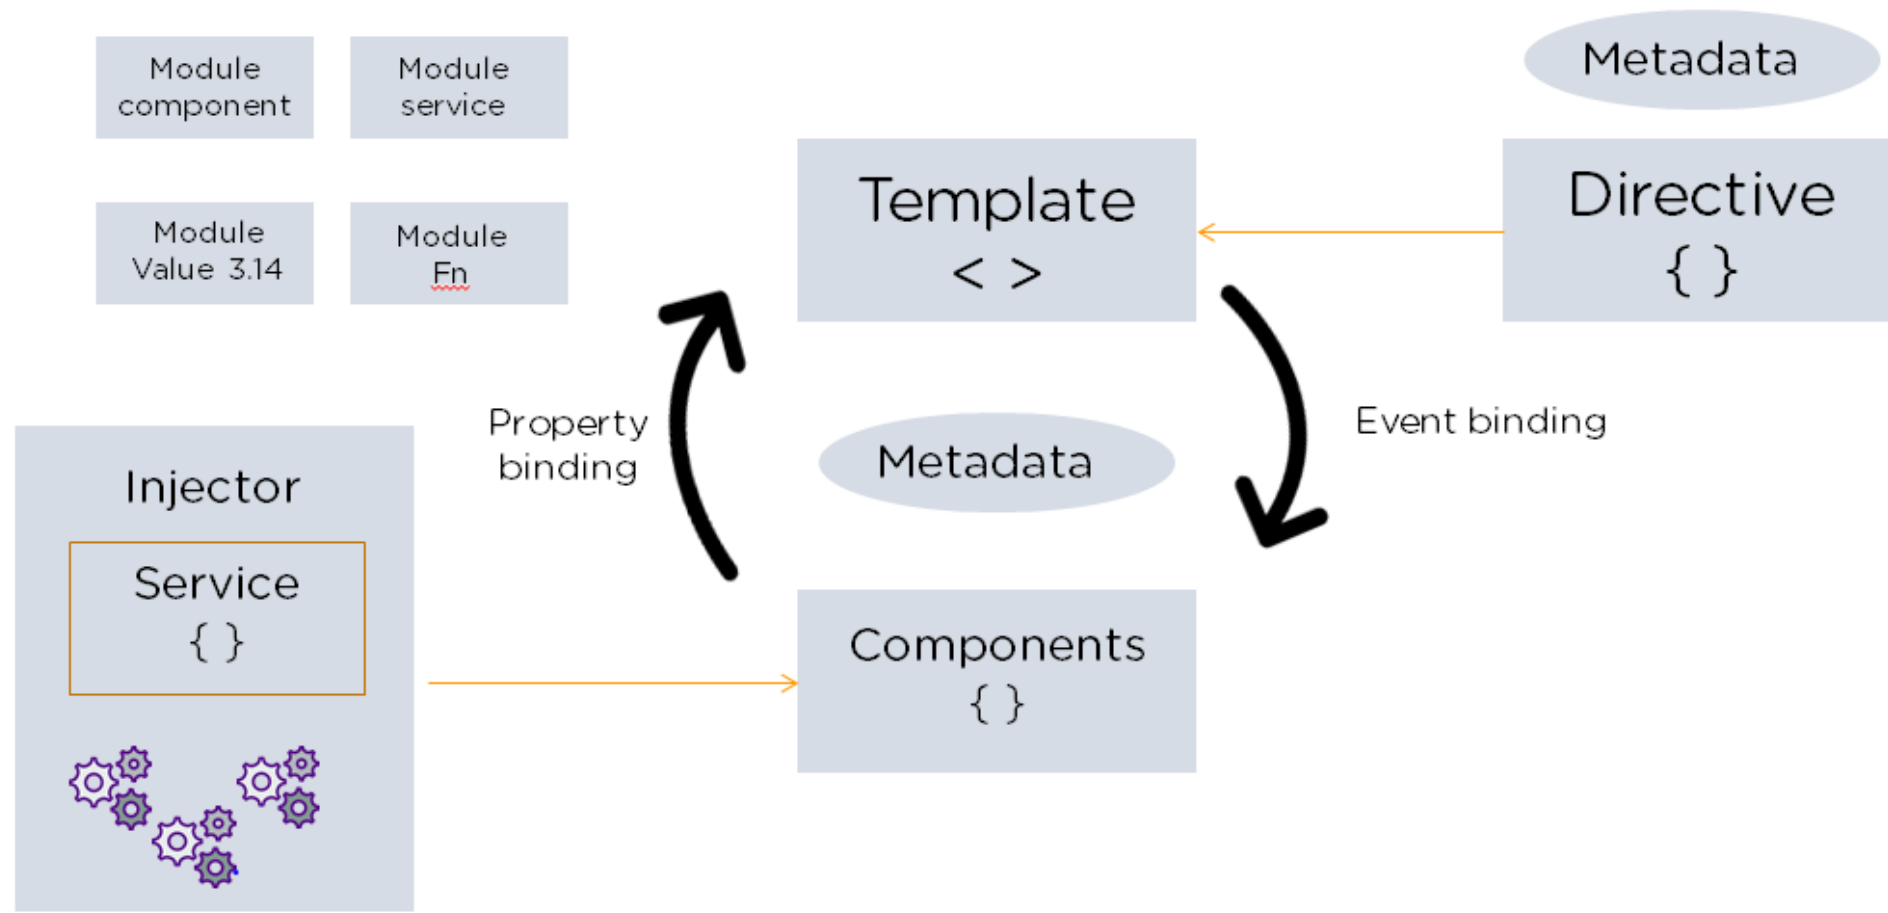 Module
component
Module
service
Module
Value 3.14
Module
Fn
Metadata
Template
< >
Directive
{ }
Property
binding
Metadata
Event binding
Injector
Service
{ }
Components
{ }